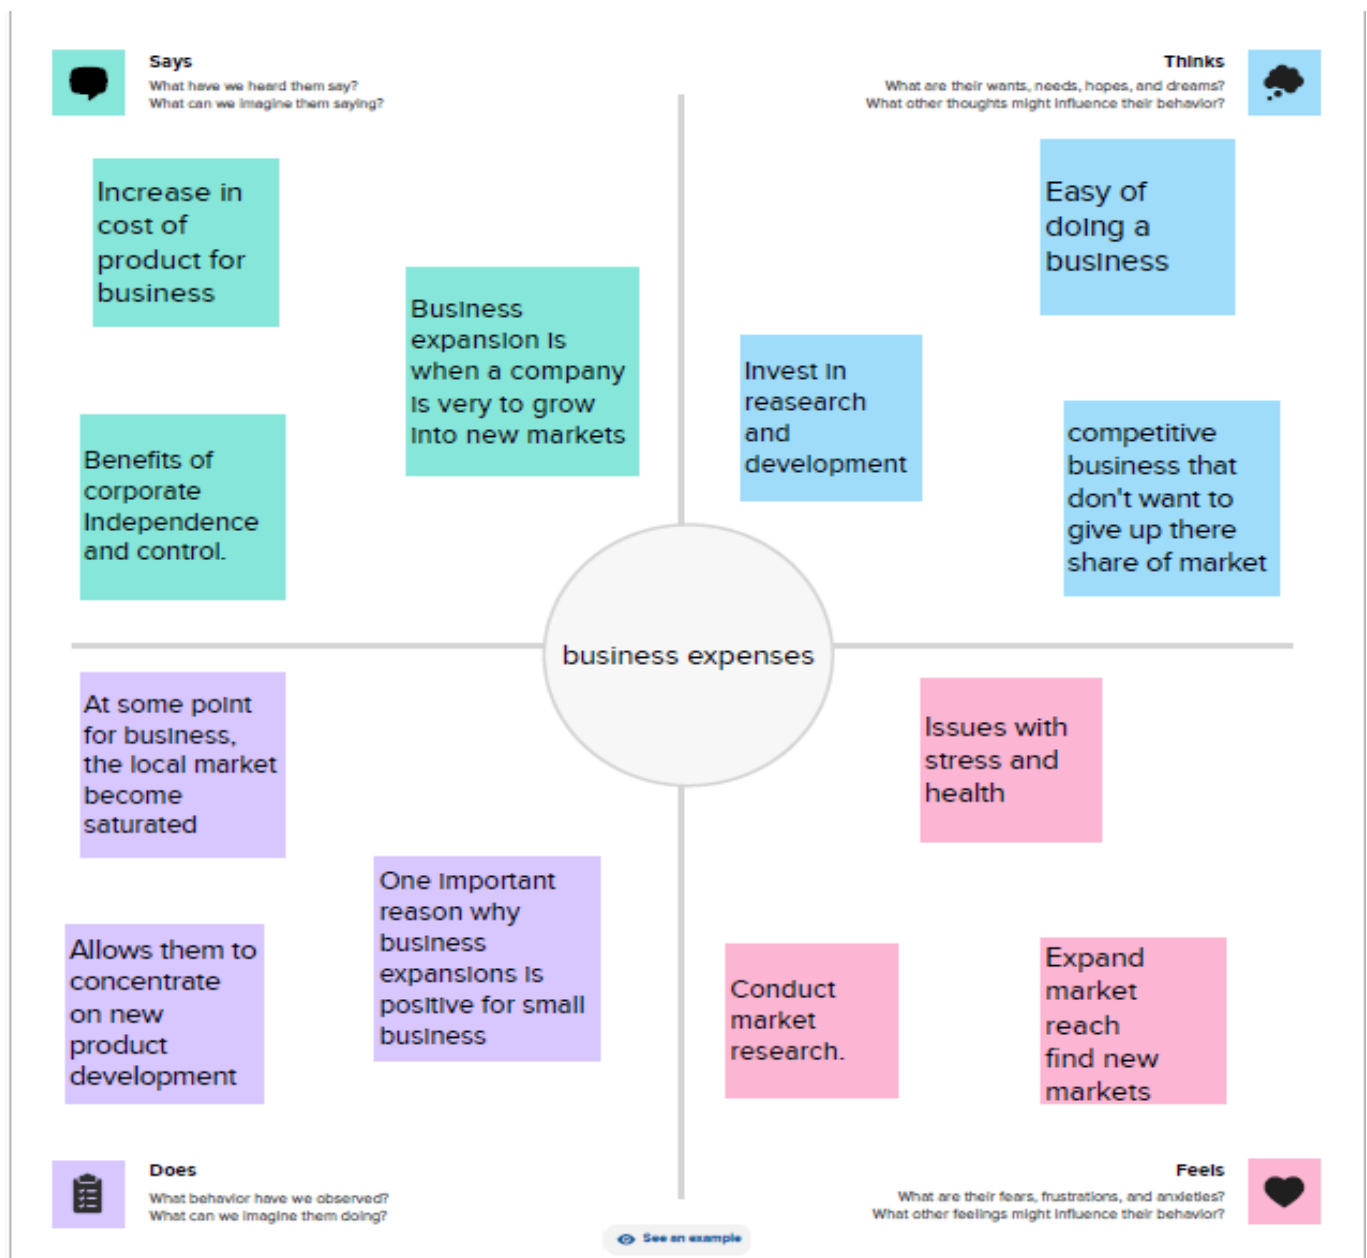 Says
What have we heard them say?
What can we imagine them saying?
Thinks
What are their wants, needs, hopes, and dreams?
What other thoughts might influence their behavior?
Increase in
cost of
product for
business
Business
expansion is
when a company
is very to grow
into new markets
Benefits of
corporate
Independence
and control.
Easy of
doing a
business
Invest in
reasearch
and
development
competitive
business that
don't want to
give up there
share of market
business expenses
At some point
for business,
the local market
become
saturated
One important
reason why
business
expansions is
positive for small
business
Allows them to
concentrate
on new
product
development
Issues with
stress and
health
Conduct
market
research.
Expand
market
reach
find new
markets
Does
What behavior have we observed?
What can we imagine them doing?
Feels
What are their fears, frustrations, and anxieties?
What other feelings might influence their behavior?
See an example